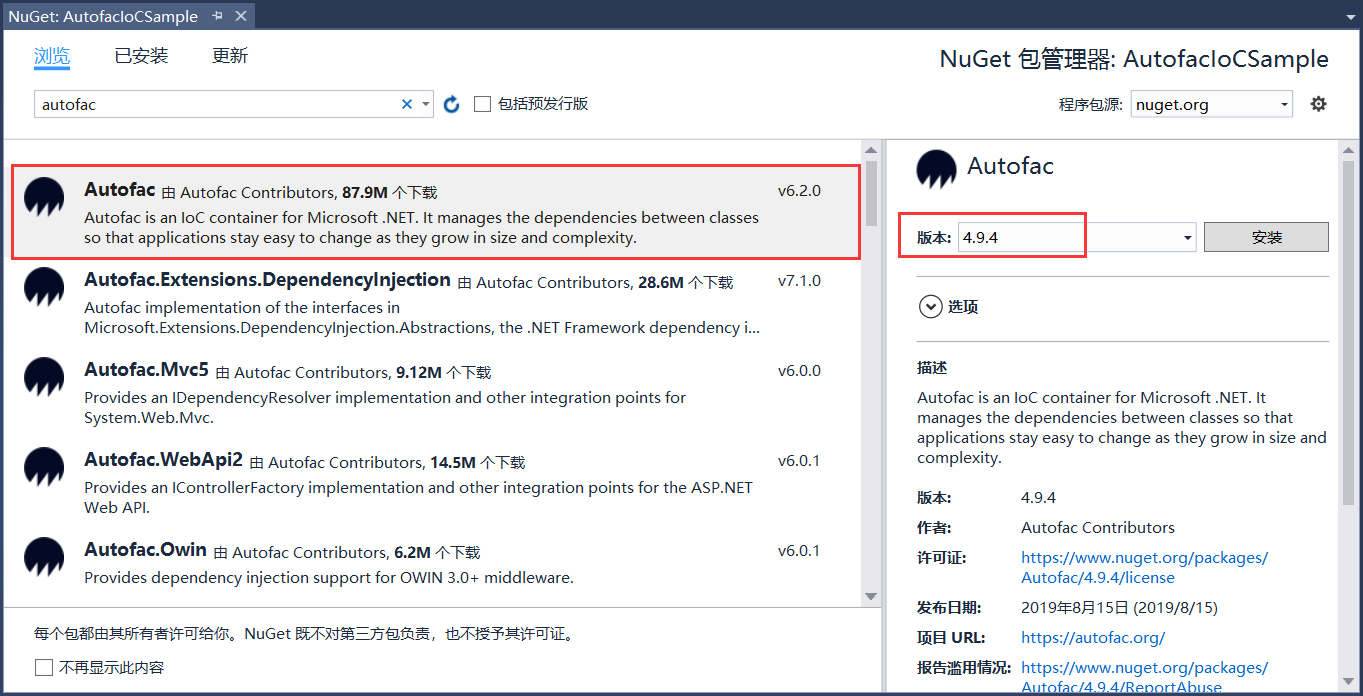 NuGet: AutofacIoCSample
浏览 已安装 更新
NuGet 包管理器: AutofacIoCSample
autofac
包括预发行版
程序包源: nuget.org
Autofac 由 Autofac Contributors, 87.9M 个下载 v6.2.0
Autofac is an IoC container for Microsoft .NET. It manages the dependencies between classes
so that applications stay easy to change as they grow in size and complexity.
Autofac.Extensions.DependencyInjection 由 Autofac Contributors, 28.6M 个下载 v7.1.0
Autofac implementation of the interfaces in
Microsoft.Extensions.DependencyInjection.Abstractions, the .NET Framework dependency i...
Autofac.Mvc5 由 Autofac Contributors, 9.12M 个下载 v6.0.0
Provides an IDependencyResolver implementation and other integration points for
System.Web.Mvc.
Autofac.WebApi2 由 Autofac Contributors, 14.5M 个下载 v6.0.1
Provides an IControllerFactory implementation and other integration points for the ASP.NET
Web API.
Autofac.Owin 由 Autofac Contributors, 6.2M 个下载 v6.0.1
Provides dependency injection support for OWIN 3.0+ middleware.
每个包都由其所有者许可给你。NuGet 既不对第三方包负责，也不授予其许可证。
不再显示此内容
Autofac
版本: 4.9.4 安装
选项
描述
Autofac is an IoC container for Microsoft .NET. It
manages the dependencies between classes so that
applications stay easy to change as they grow in size and
complexity.
版本: 4.9.4
作者: Autofac Contributors
许可证: https://www.nuget.org/packages/
Autofac/4.9.4/license
发布日期: 2019年8月15日 (2019/8/15)
项目 URL: https://autofac.org/
报告滥用情况: https://www.nuget.org/packages/
Autofac/4.9.4/ReportAbuse